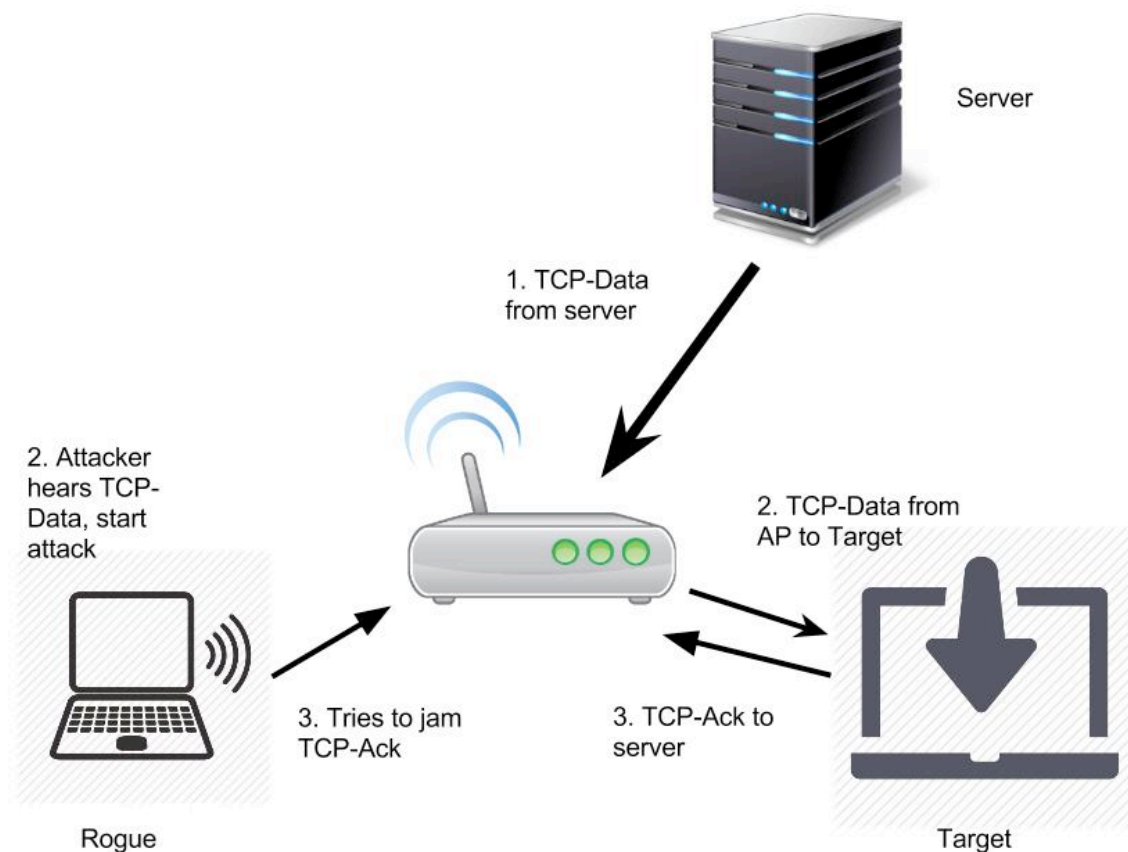 Server
1. TCP-Data
from server
2. Attacker
hears TCP-
Data, start
attack
2. TCP-Data from
AP to Target
3. Tries to jam
TCP-Ack
3. TCP-Ack to
server
Rogue
Target